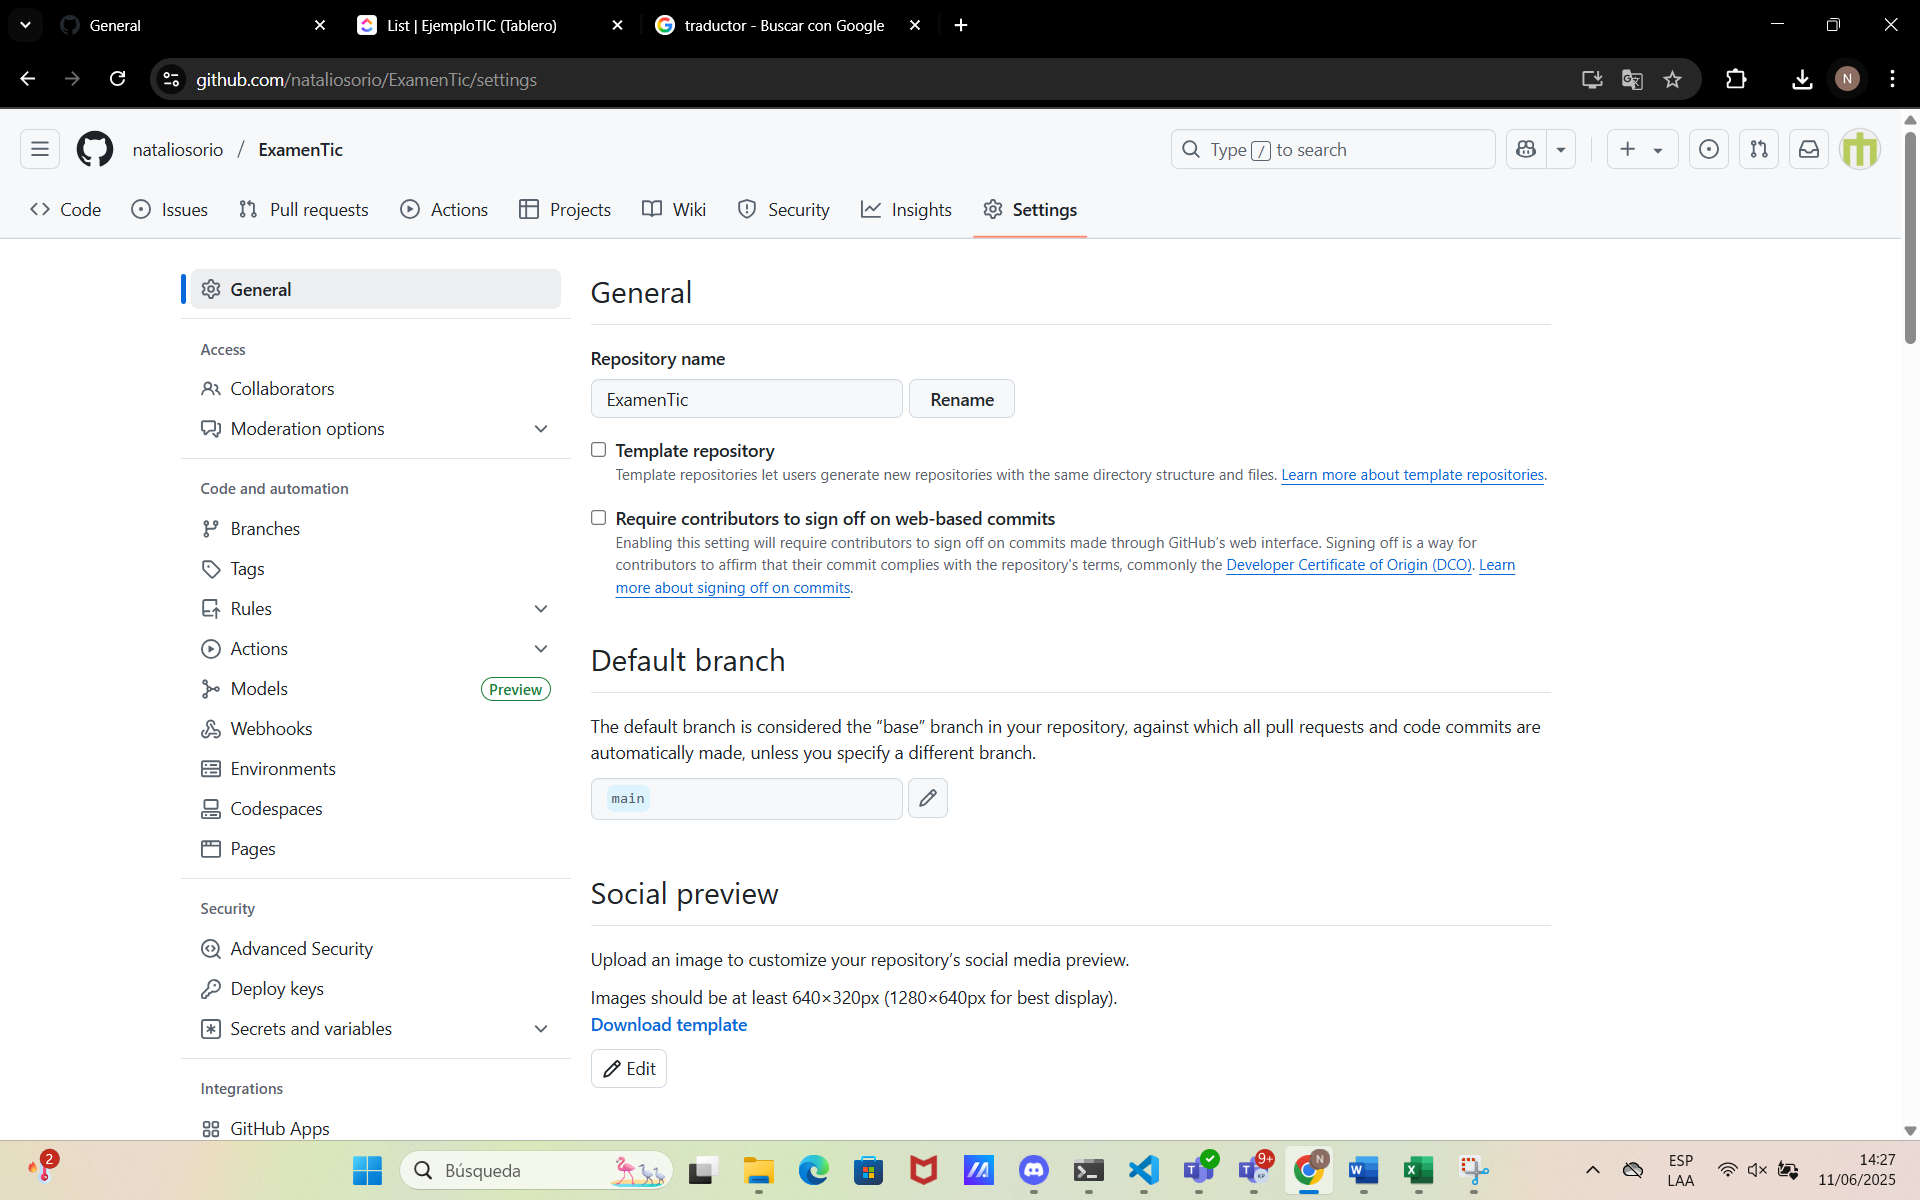 General
List | EjemploTIC (Tablero)
traductor - Buscar con Google
github.com/nataliosorio/ExamenTic/settings
N
nataliosorio / ExamenTic
Type / to search
Code
Issues
Pull requests
Actions
Projects
Wiki
Security
Insights
Settings
General
Access
Collaborators
Moderation options
Code and automation
Branches
Tags
Rules
Actions
Models
Preview
Webhooks
Environments
Codespaces
Pages
Security
Advanced Security
Deploy keys
Secrets and variables
Integrations
GitHub Apps
General
Repository name
ExamenTic
Rename
Template repository
Template repositories let users generate new repositories with the same directory structure and files. Learn more about template repositories.
Require contributors to sign off on web-based commits
Enabling this setting will require contributors to sign off on commits made through GitHub’s web interface. Signing off is a way for
contributors to affirm that their commit complies with the repository's terms, commonly the Developer Certificate of Origin (DCO). Learn
more about signing off on commits.
Default branch
The default branch is considered the “base” branch in your repository, against which all pull requests and code commits are
automatically made, unless you specify a different branch.
main
Social preview
Upload an image to customize your repository’s social media preview.
Images should be at least 640×320px (1280×640px for best display).
Download template
Edit
2
Búsqueda
9+
N
ESP
LAA
14:27
11/06/2025